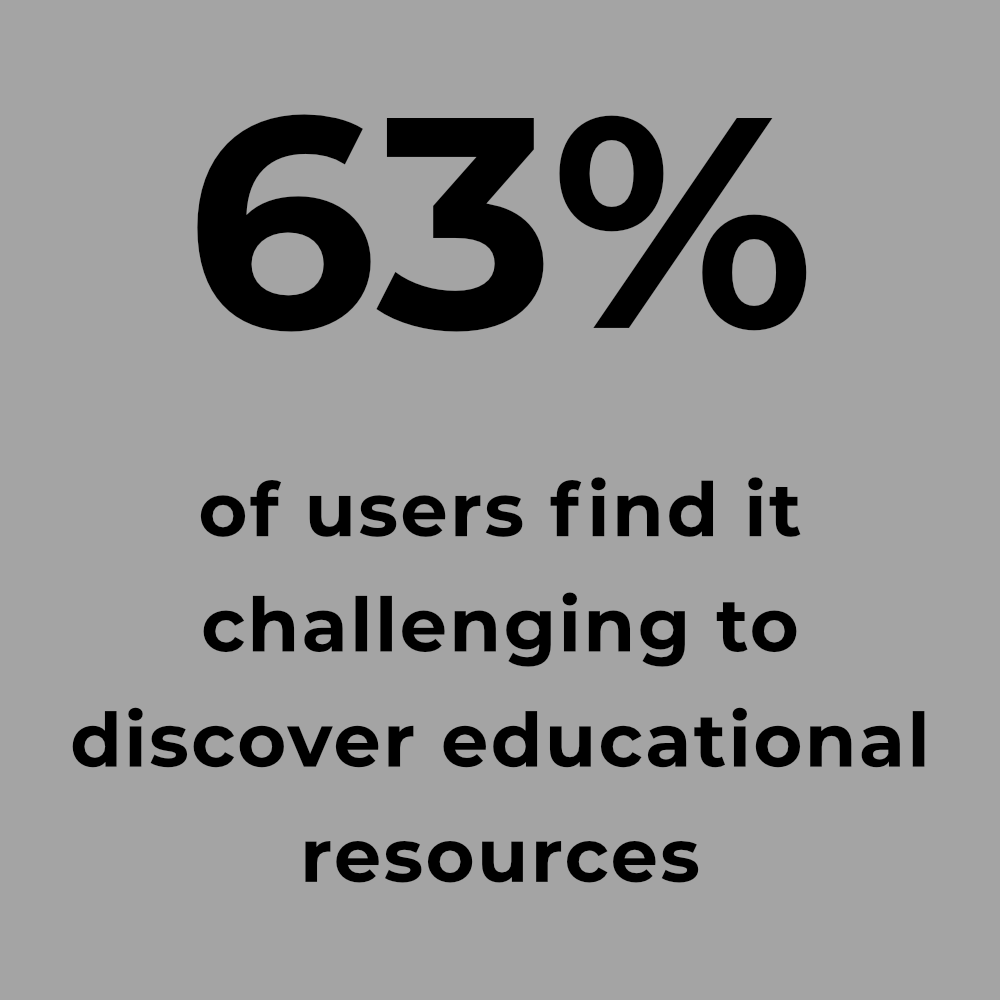 63%
of users find it
challenging to
discover educational
resources